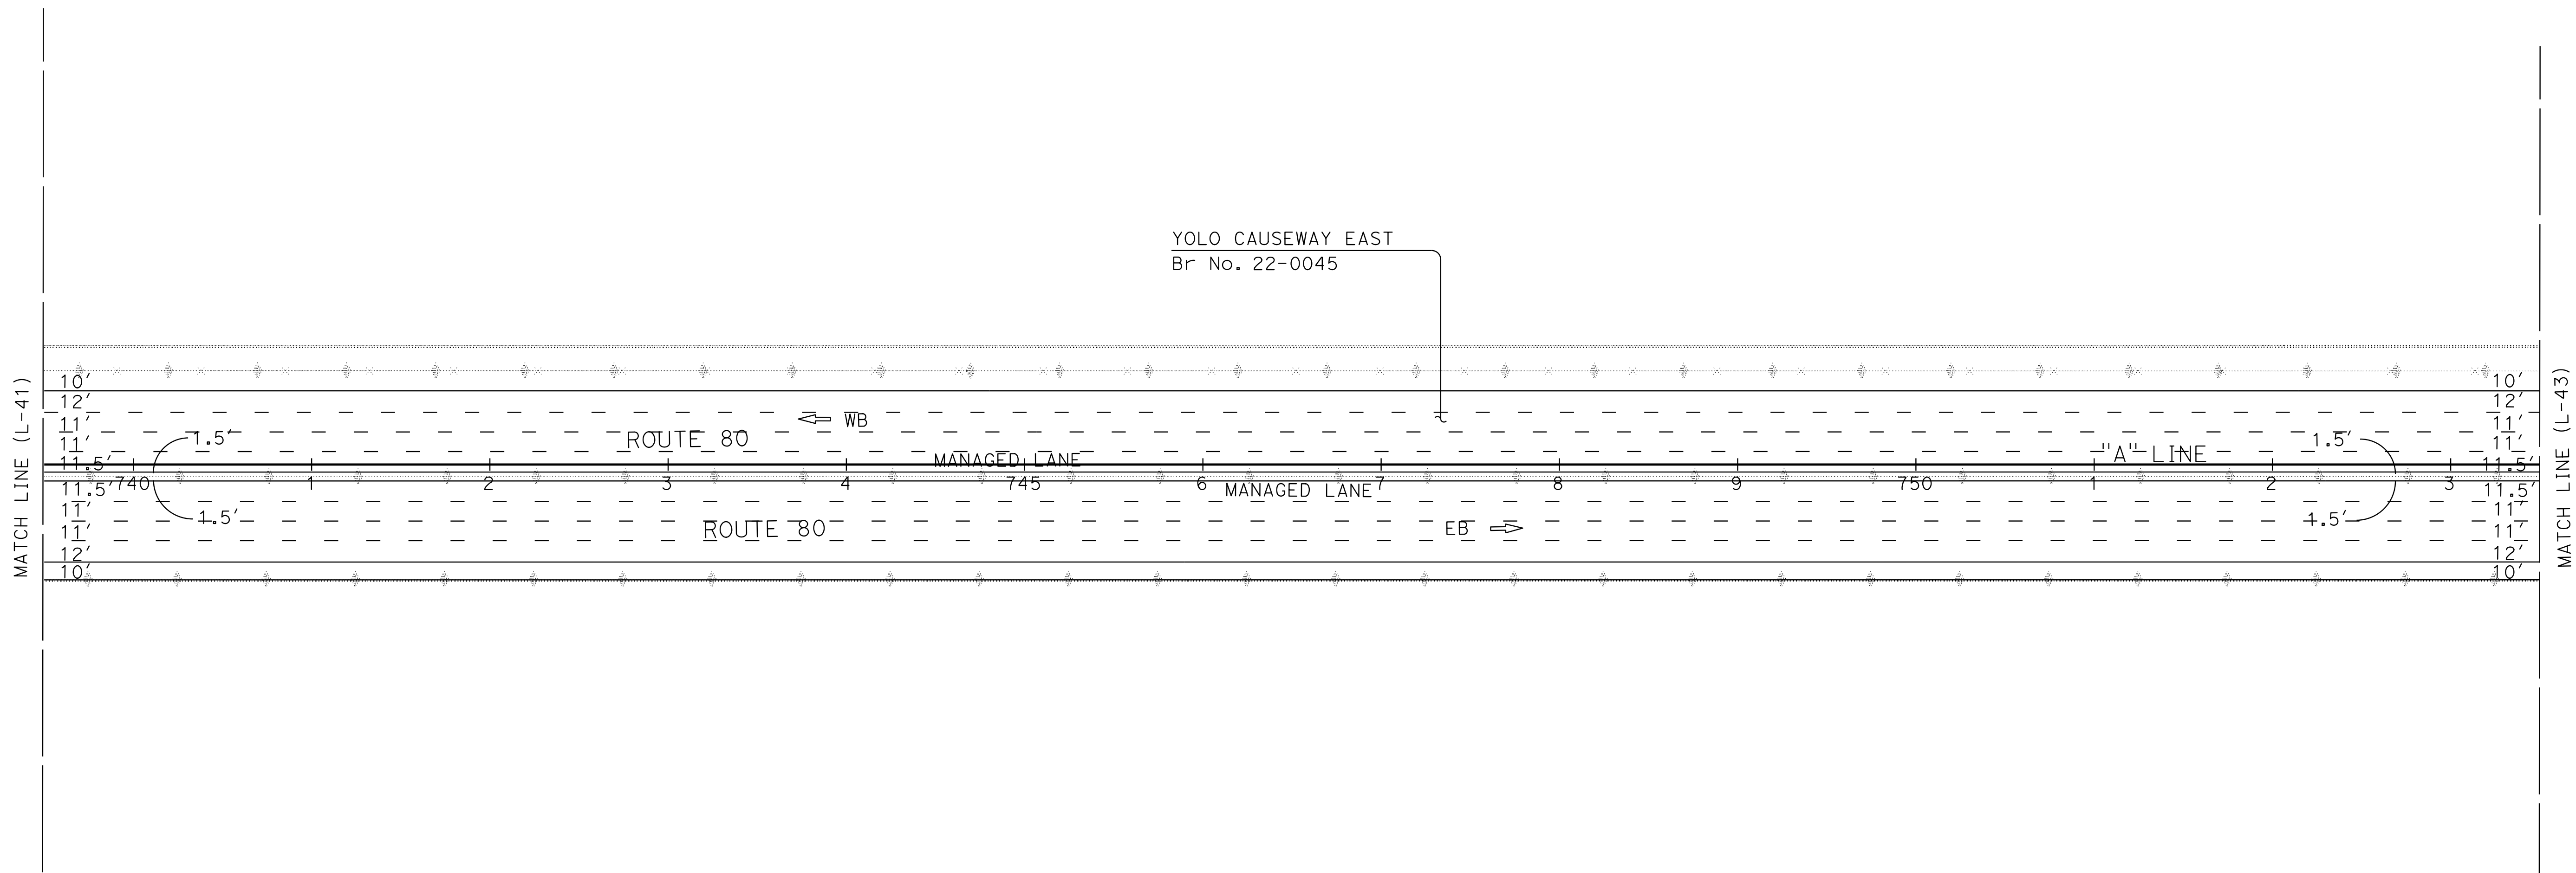 YOLO CAUSEWAY EAST
Br No. 22-0045
MATCH LINE (L-41)
10'
12'
11'
11'
11.5'
11.5'
11'
11'
12'
10'
1.5'
1.5'
WB
ROUTE 80
MANAGED LANE
"A" LINE
740 1 2 3 4 745 6 7 8 9 750 1 2 3
MANAGED LANE
ROUTE 80
EB
1.5'
1.5'
10'
12'
11'
11'
11.5'
11.5'
11'
11'
12'
10'
MATCH LINE (L-43)